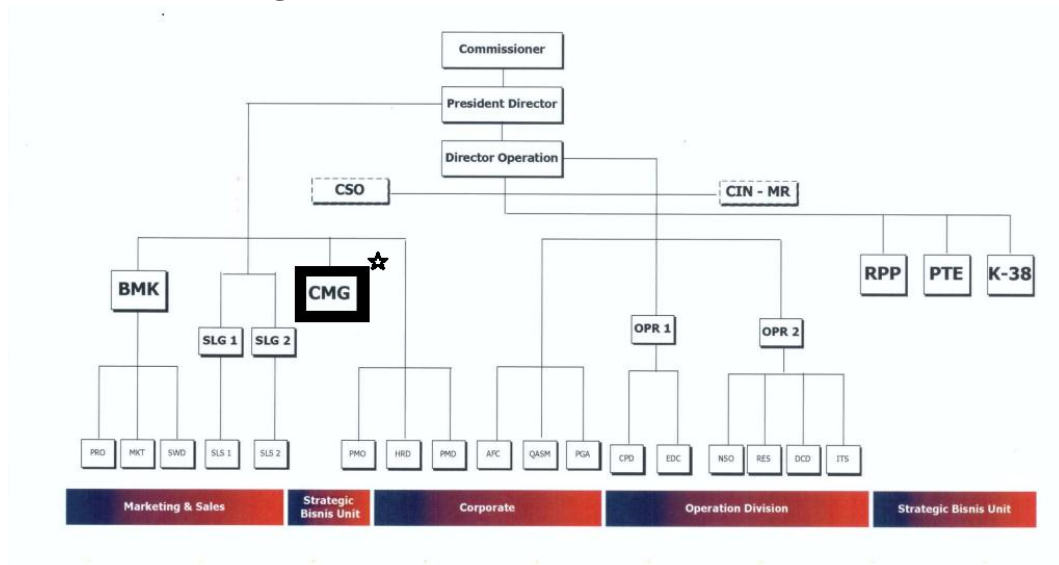 Commissioner
President Director
Director Operation
CSO
CIN - MR
BMK
CMG
RPP
PTE
K-38
SLG 1
SLG 2
OPR 1
OPR 2
PRO
MKT
SWD
SLS 1
SLS 2
PMO
HRD
PMD
AFC
QASM
PGA
CPD
EDC
NSO
RES
DCD
ITS
Marketing & Sales
Strategic
Bisnis Unit
Corporate
Operation Division
Strategic Bisnis Unit